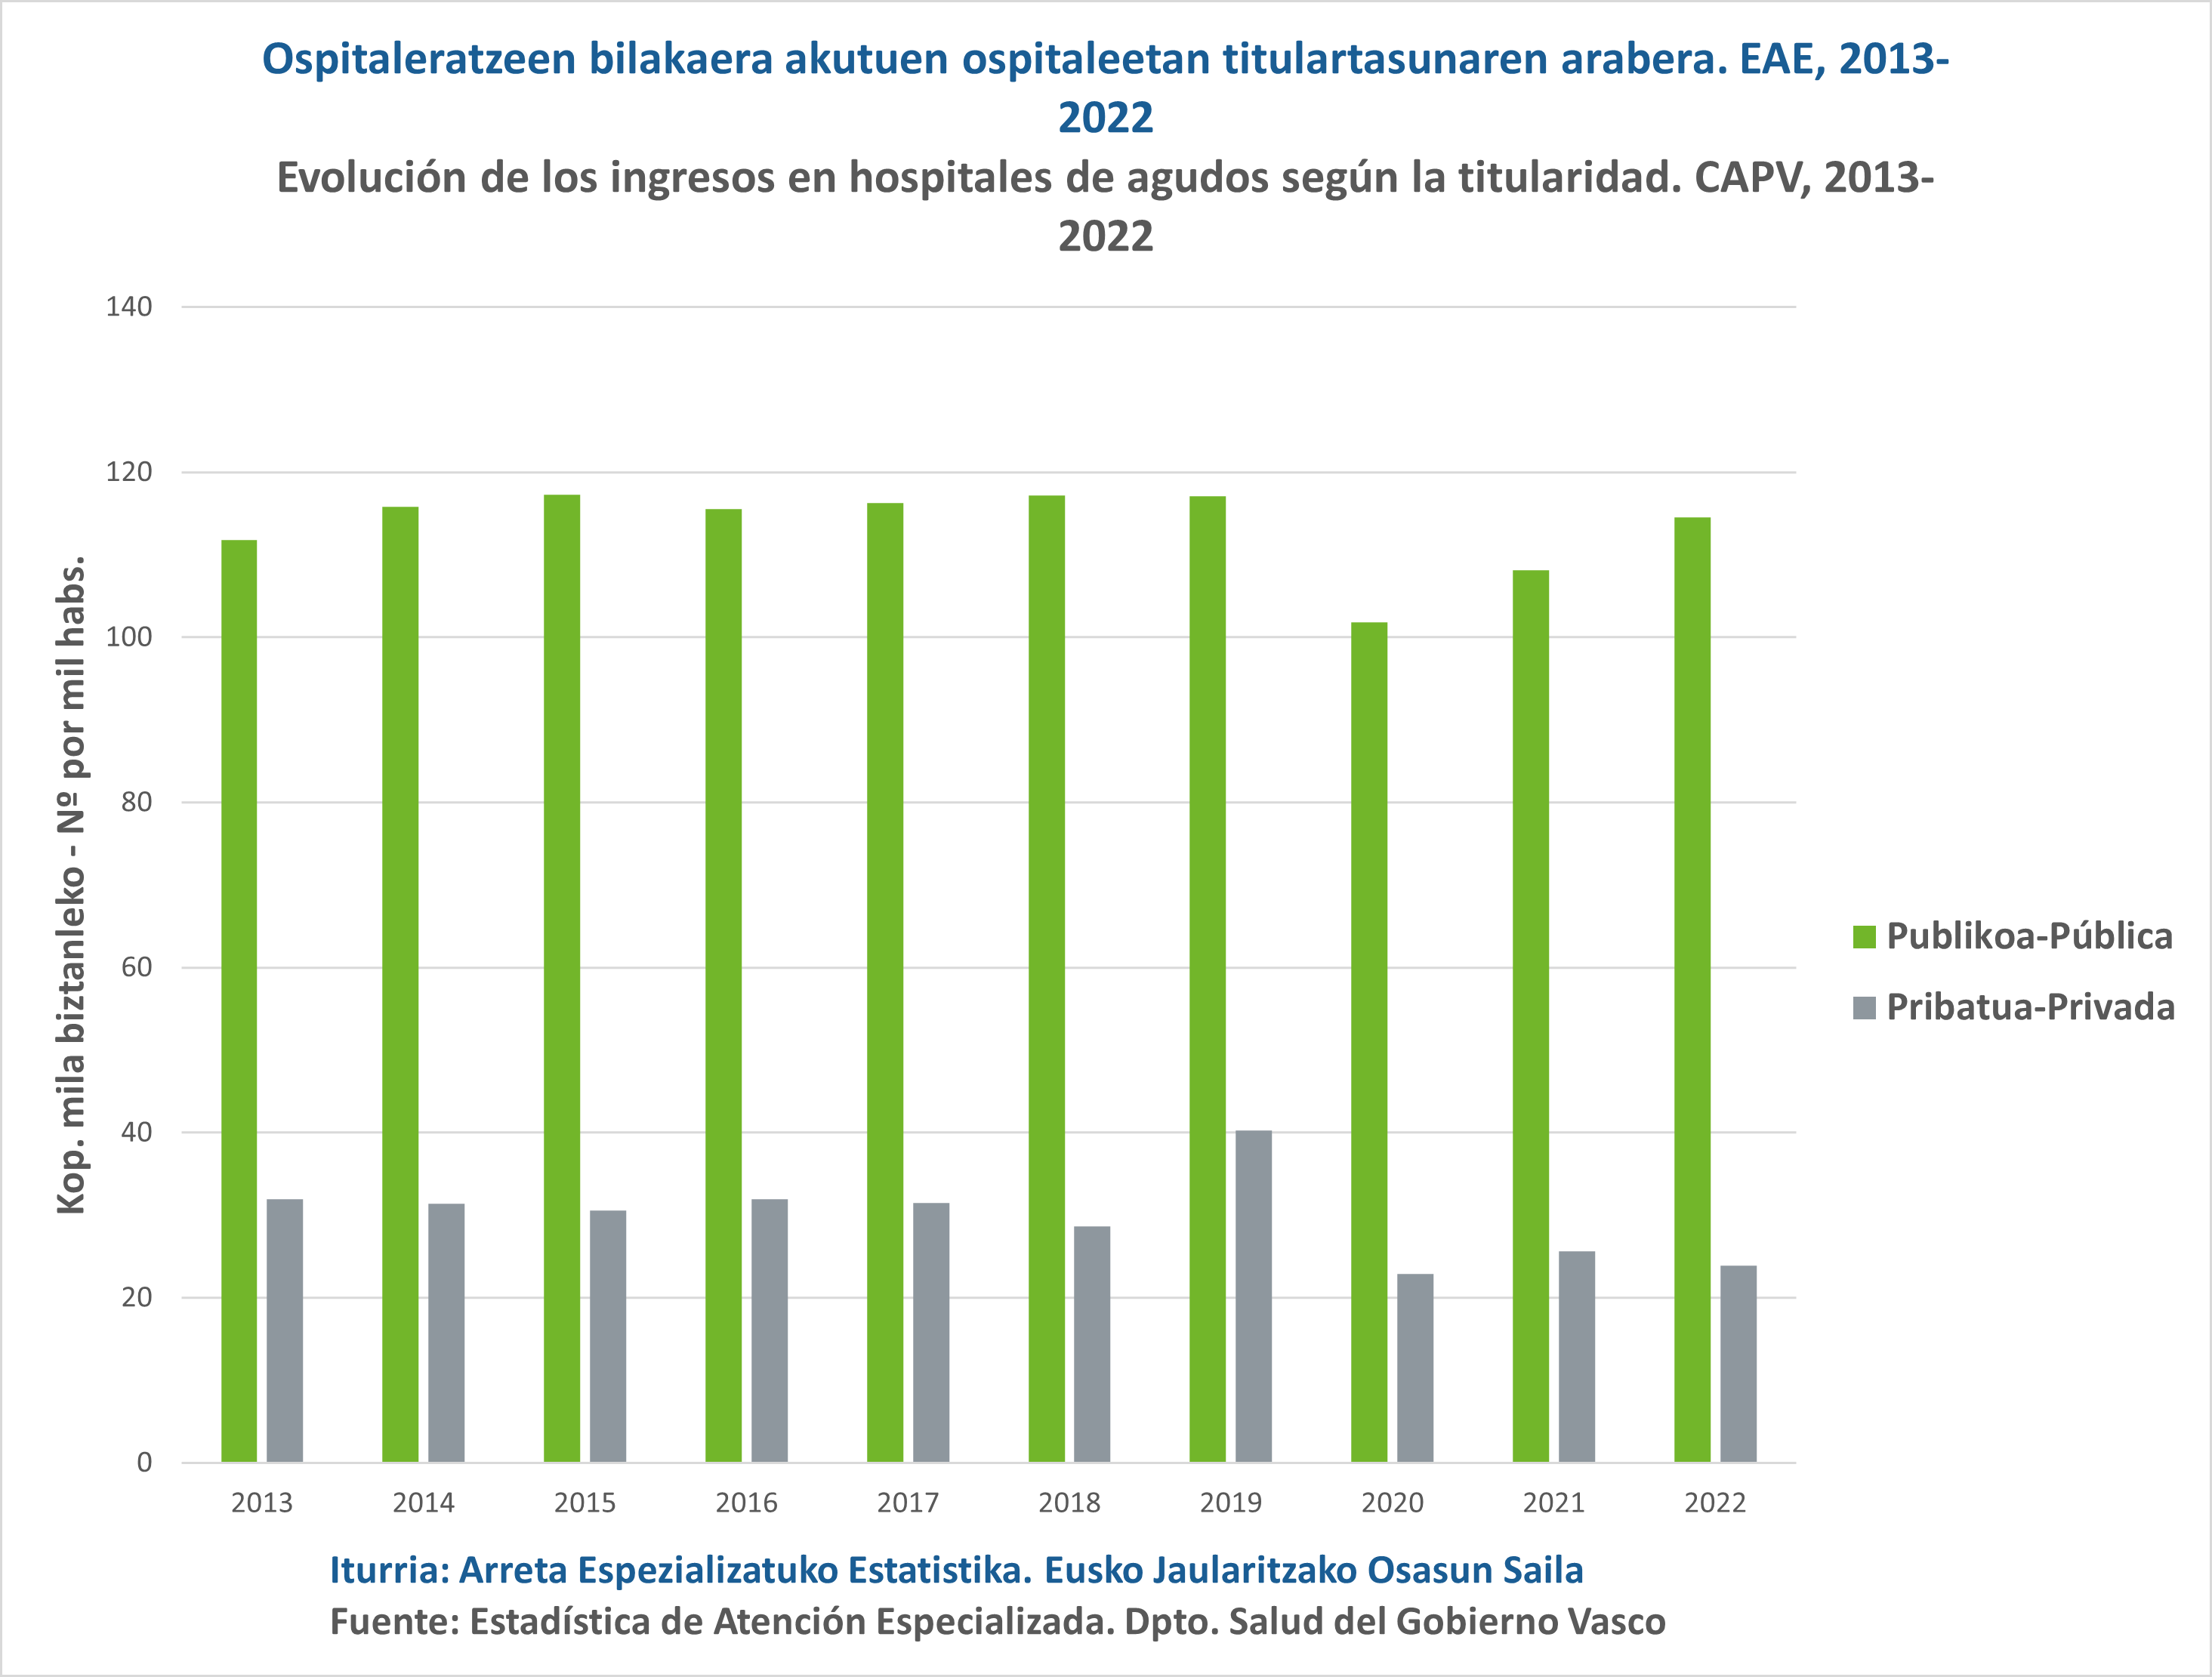 Ospitaleratzeen bilakaera akutuen ospitaleetan titulartasunaren arabera. EAE, 2013-
2022
Evolución de los ingresos en hospitales de agudos según la titularidad. CAPV, 2013-
2022
140
120
100
80
60
40
20
0
Kop. mila biztanleko - Nº por mil habs.
Publikoa-Pública
Pribatua-Privada
2013 2014 2015 2016 2017 2018 2019 2020 2021 2022
Iturria: Arreta Espezializatuko Estatistika. Eusko Jaularitzako Osasun Saila
Fuente: Estadística de Atención Especializada. Dpto. Salud del Gobierno Vasco